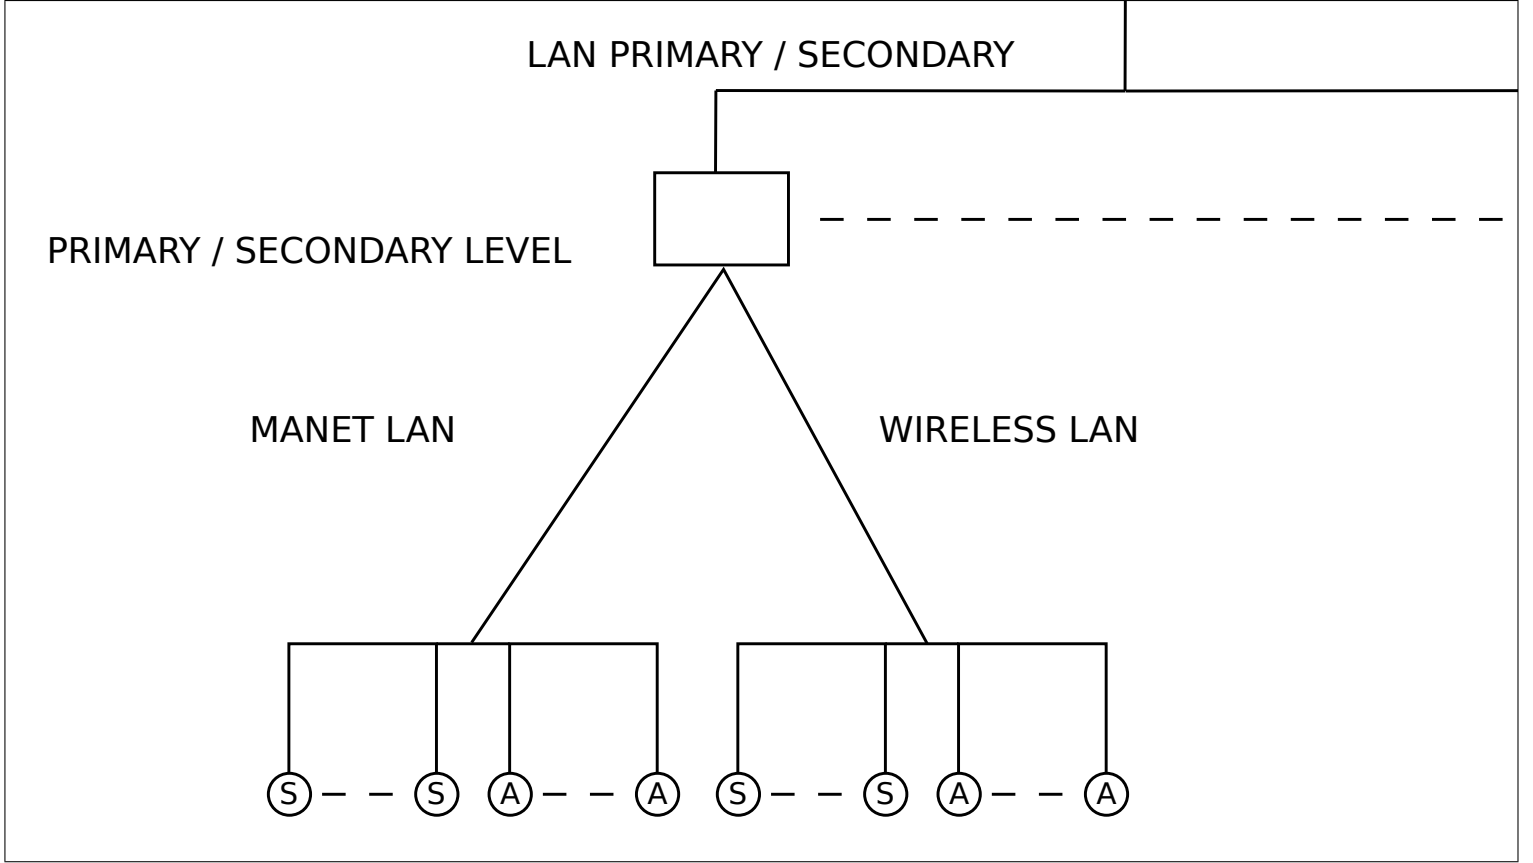 LAN PRIMARY / SECONDARY
PRIMARY / SECONDARY LEVEL
MANET LAN
WIRELESS LAN
S S A A S S A A